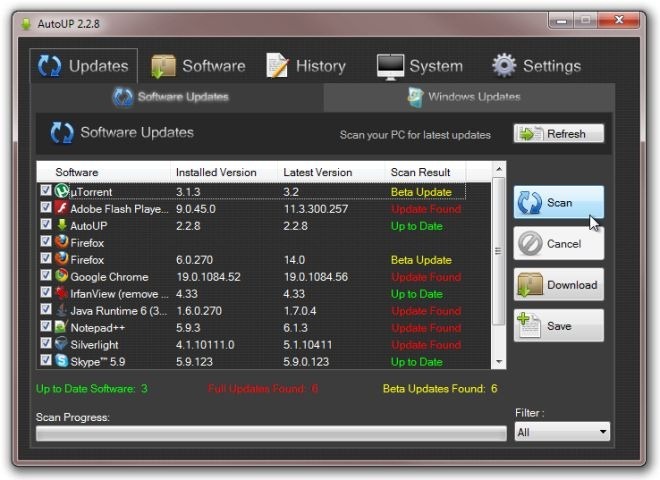 AutoUP 2.2.8
Updates Software History System Settings
Software Updates Windows Updates
Software Updates Scan your PC for latest updates Refresh
Software Installed Version Latest Version Scan Result
µTorrent 3.1.3 3.2 Beta Update
Adobe Flash Playe... 9.0.45.0 11.3.300.257 Update Found
AutoUP 2.2.8 2.2.8 Up to Date
Firefox
Firefox 6.0.270 14.0 Beta Update
Google Chrome 19.0.1084.52 19.0.1084.56 Update Found
IrfanView (remove ... 4.33 4.33 Up to Date
Java Runtime 6 (3... 1.6.0.270 1.7.0.4 Update Found
Notepad++ 5.9.3 6.1.3 Update Found
Silverlight 4.1.10111.0 5.1.10411 Update Found
Skype™ 5.9 5.9.123 5.9.0.123 Up to Date
Scan
Cancel
Download
Save
Up to Date Software: 3 Full Updates Found: 6 Beta Updates Found: 6
Scan Progress: Filter :
All